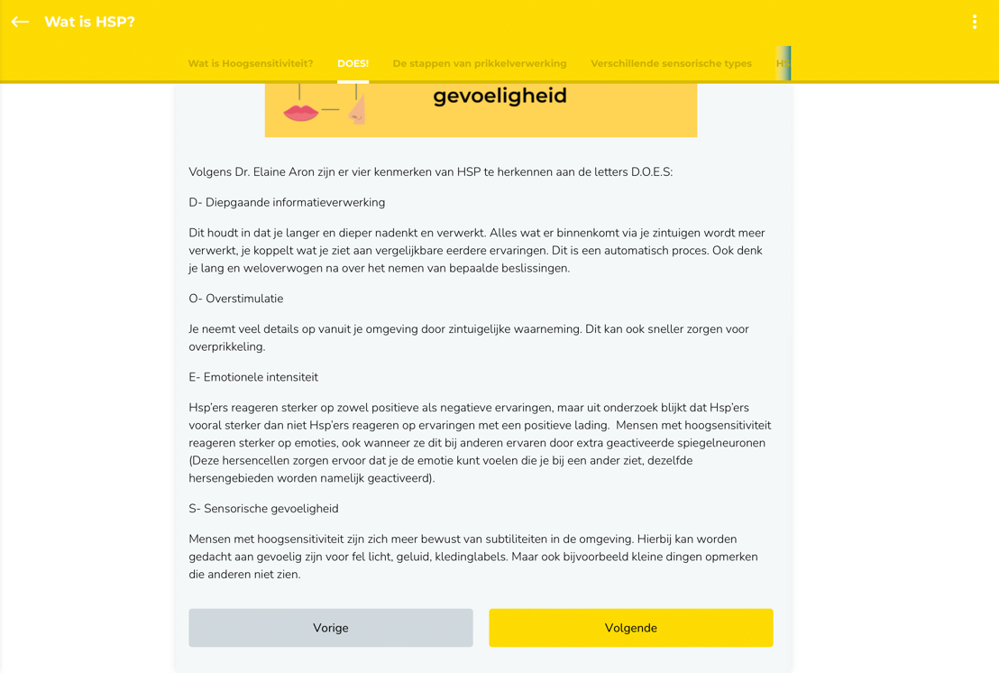 Wat is HSP?
Wat is Hoogsensitiviteit?
DOES!
De stappen van prikkelverwerking
Verschillende sensorische types
gevoeligheid
Volgens Dr. Elaine Aron zijn er vier kenmerken van HSP te herkennen aan de letters D.O.E.S:
D- Diepgaande informatieverwerking
Dit houdt in dat je langer en dieper nadenkt en verwerkt. Alles wat er binnenkomt via je zintuigen wordt meer
verwerkt, je koppelt wat je ziet aan vergelijkbare eerdere ervaringen. Dit is een automatisch proces. Ook denk
je lang en weloverwogen na over het nemen van bepaalde beslissingen.
O- Overstimulatie
Je neemt veel details op vanuit je omgeving door zintuigelijke waarneming. Dit kan ook sneller zorgen voor
overprikkeling.
E- Emotionele intensiteit
Hsp’ers reageren sterker op zowel positieve als negatieve ervaringen, maar uit onderzoek blijkt dat Hsp’ers
vooral sterker dan niet Hsp’ers reageren op ervaringen met een positieve lading.  Mensen met hoogsensitiviteit
reageren sterker op emoties, ook wanneer ze dit bij anderen ervaren door extra geactiveerde spiegelneuronen
(Deze hersencellen zorgen ervoor dat je de emotie kunt voelen die je bij een ander ziet, dezelfde
hersengebieden worden namelijk geactiveerd).
S- Sensorische gevoeligheid
Mensen met hoogsensitiviteit zijn zich meer bewust van subtiliteiten in de omgeving. Hierbij kan worden
gedacht aan gevoelig zijn voor fel licht, geluid, kledinglabels. Maar ook bijvoorbeeld kleine dingen opmerken
die anderen niet zien.
Vorige
Volgende